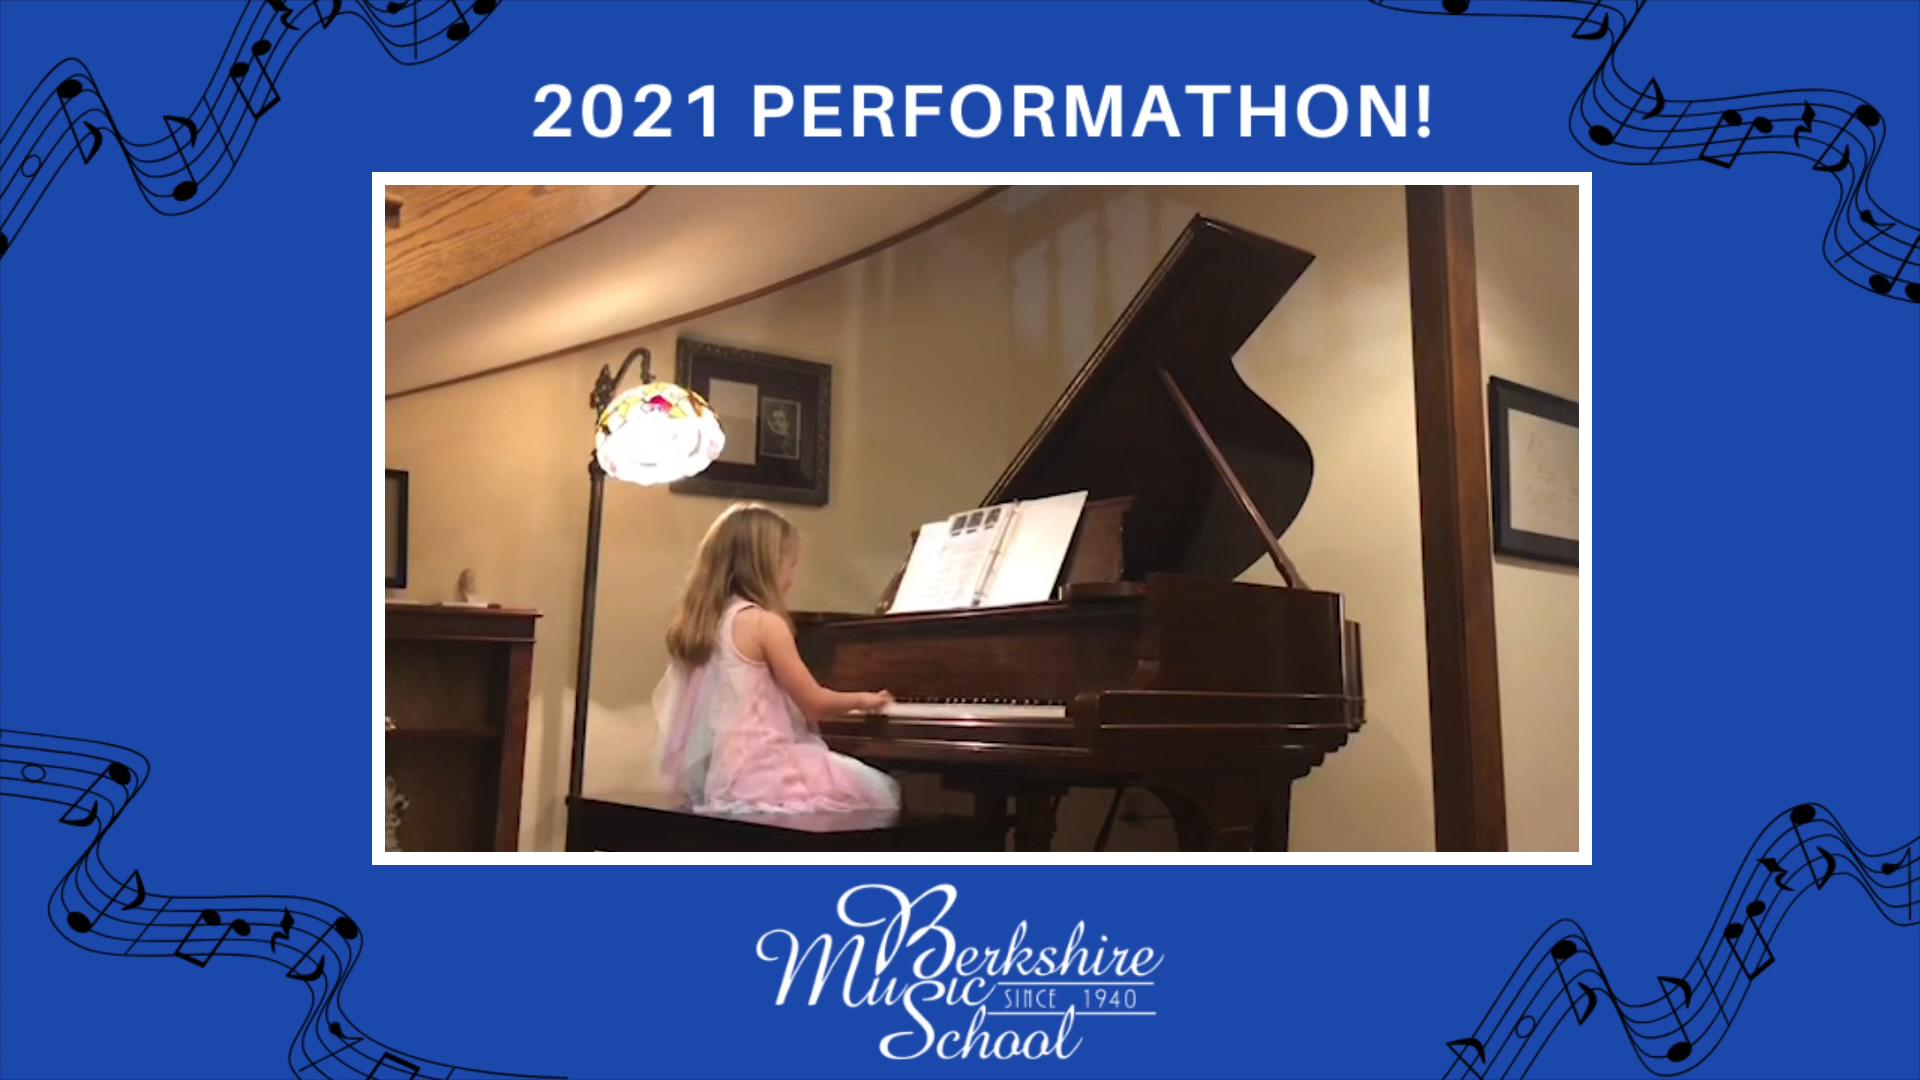 2021 PERFORMATHON!
Berkshire
Music
SINCE 1940
School